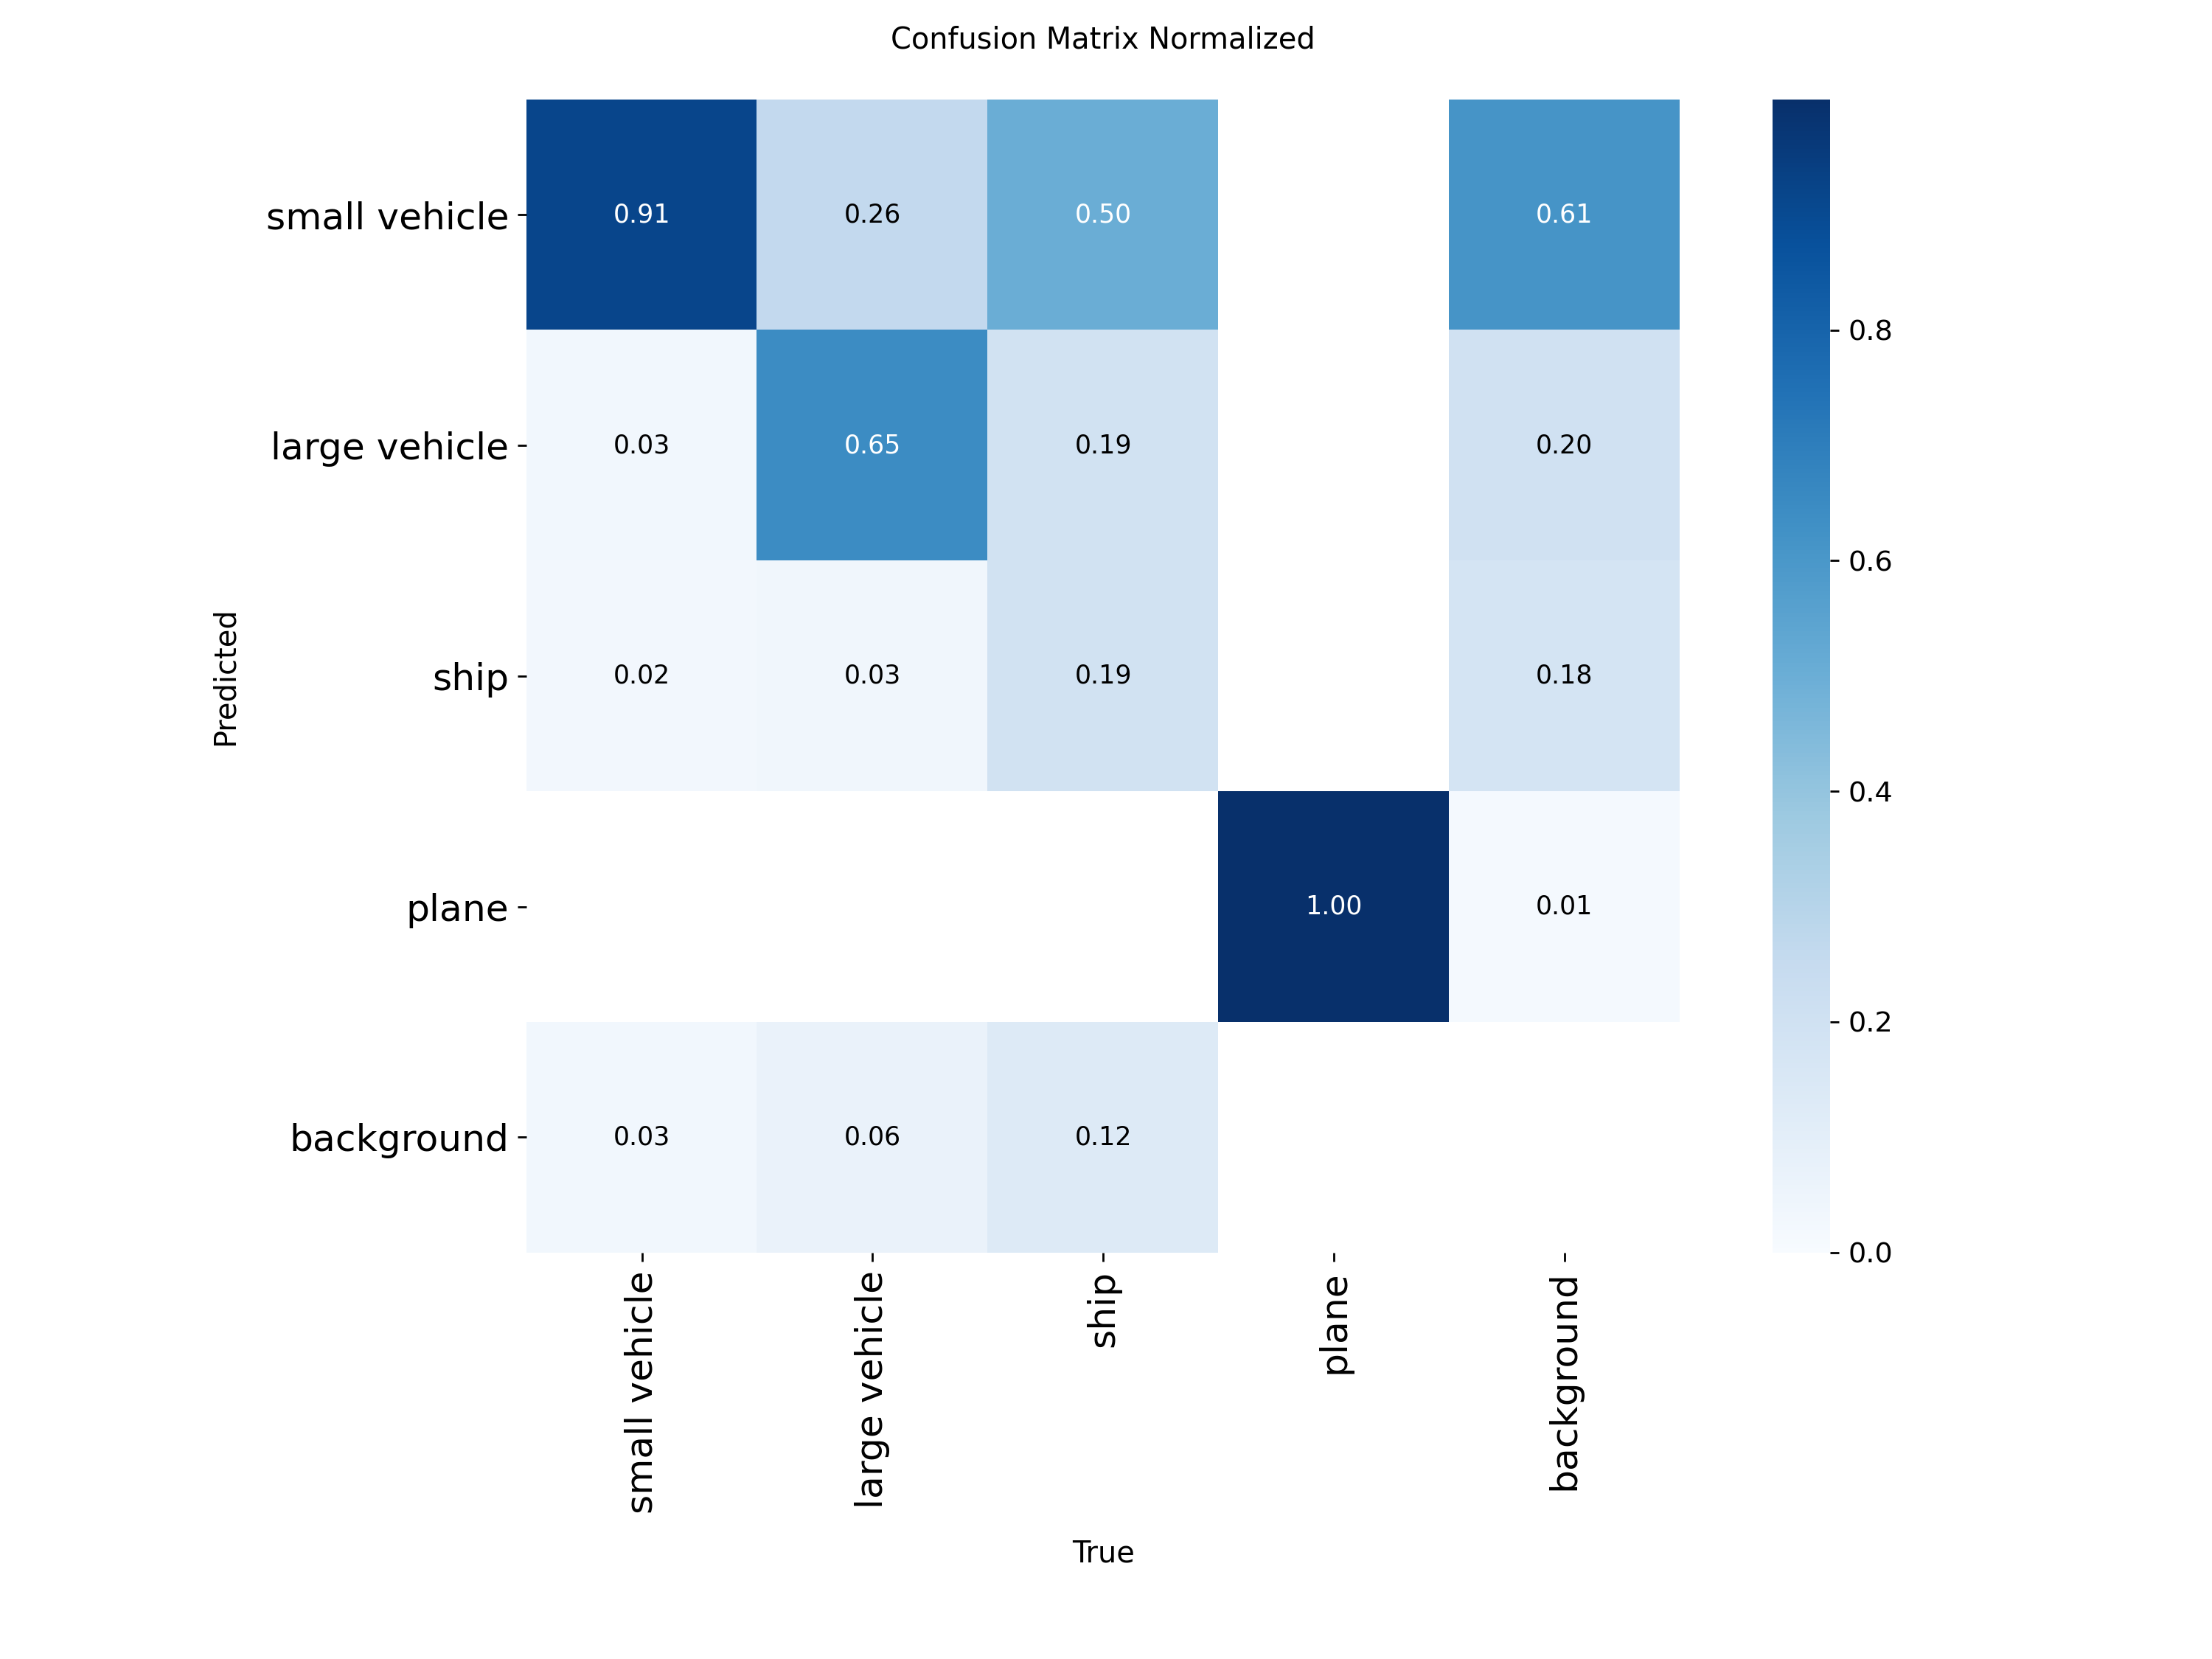 Confusion Matrix Normalized
small vehicle
0.91
0.26
0.50
0.61
large vehicle
0.03
0.65
0.19
0.20
ship
0.02
0.03
0.19
0.18
plane
1.00
0.01
background
0.03
0.06
0.12
Predicted
small vehicle
large vehicle
ship
plane
background
True
0.8
0.6
0.4
0.2
0.0